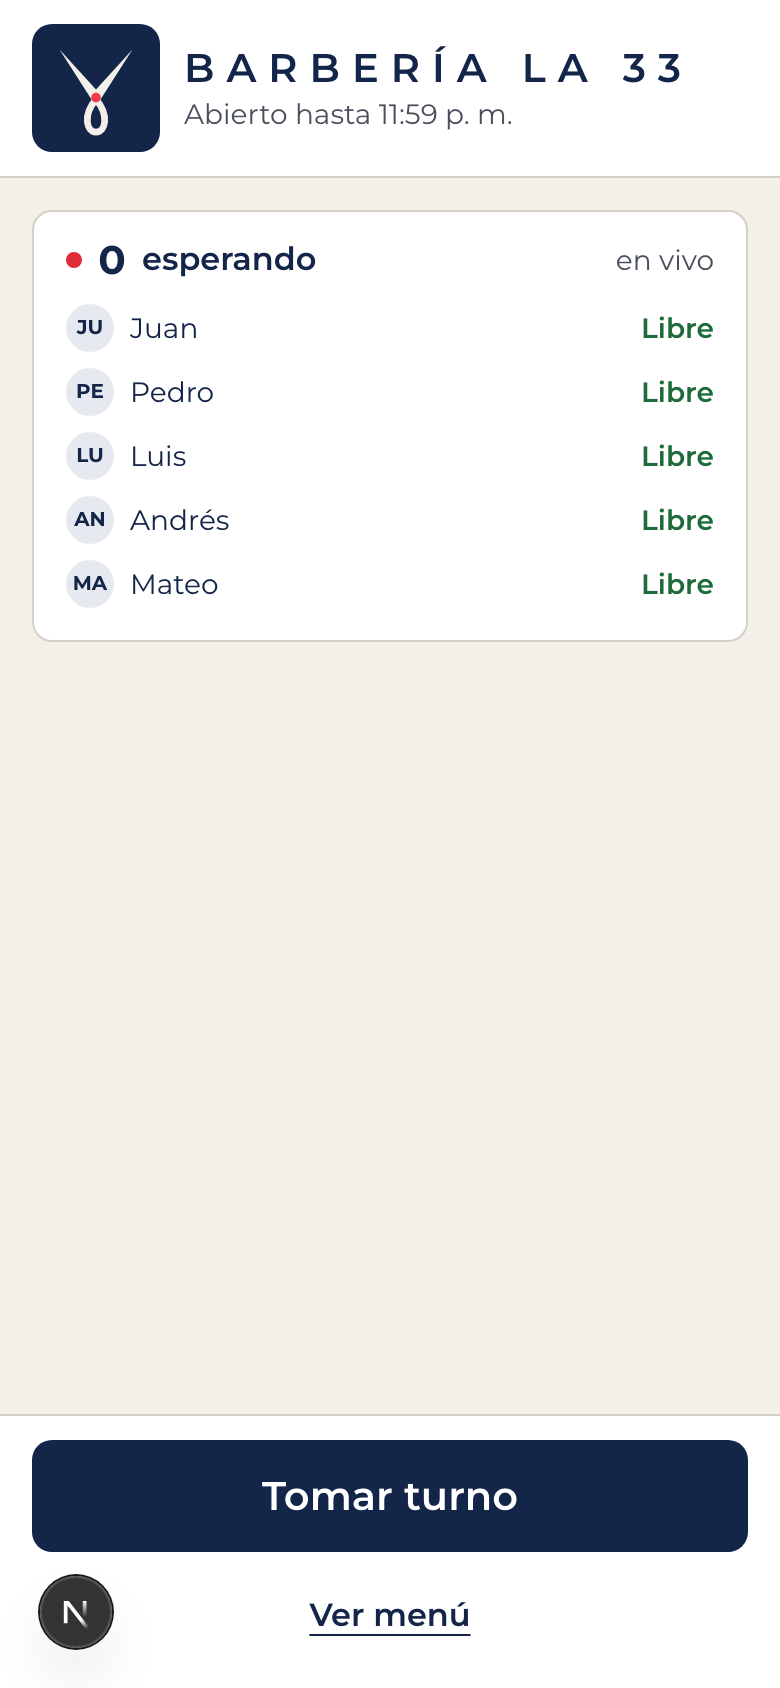 BARBERÍA LA 33
Abierto hasta 11:59 p. m.
0 esperando en vivo
JU Juan Libre
PE Pedro Libre
LU Luis Libre
AN Andrés Libre
MA Mateo Libre
Tomar turno
N
Ver menú